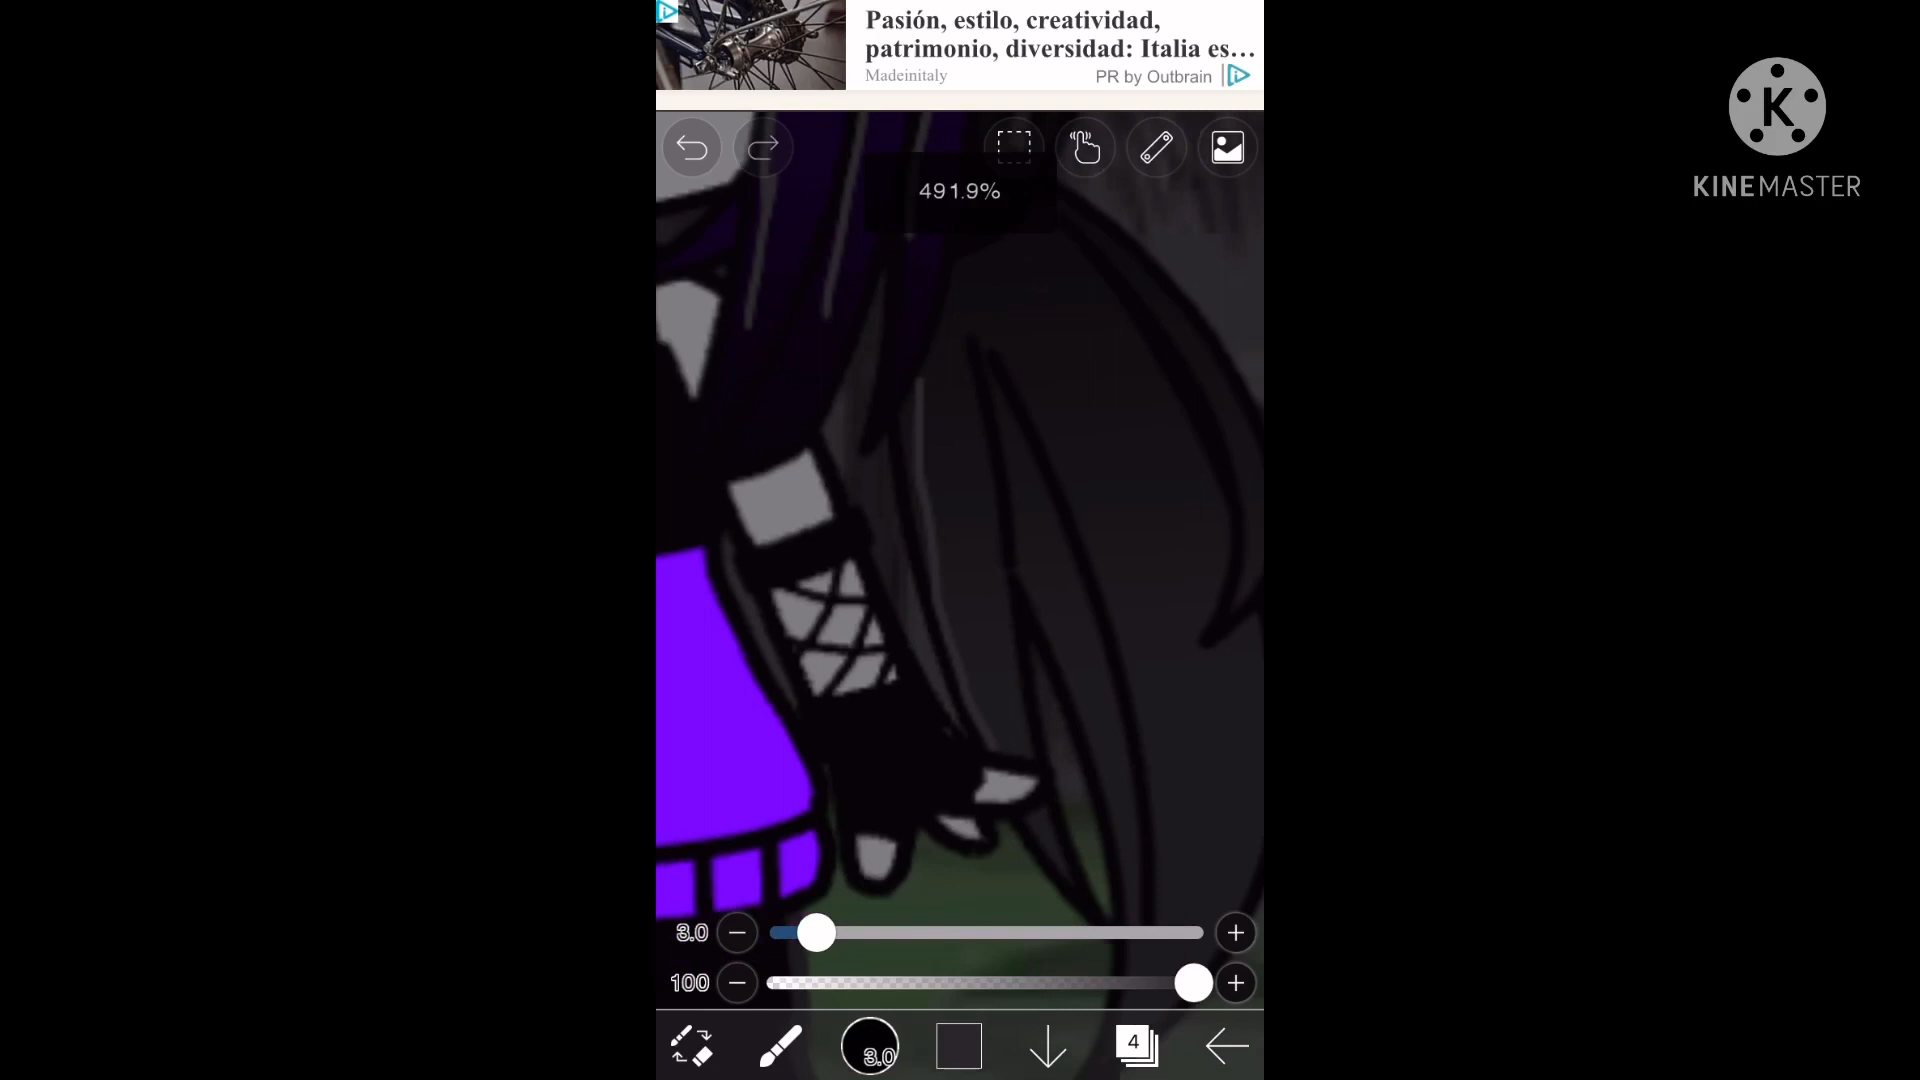 Pasión, estilo, creatividad,
patrimonio, diversidad: Italia es...
Madeinitaly
PR by Outbrain
K
KINEMASTER
491.9%
3.0
100
3.0
4